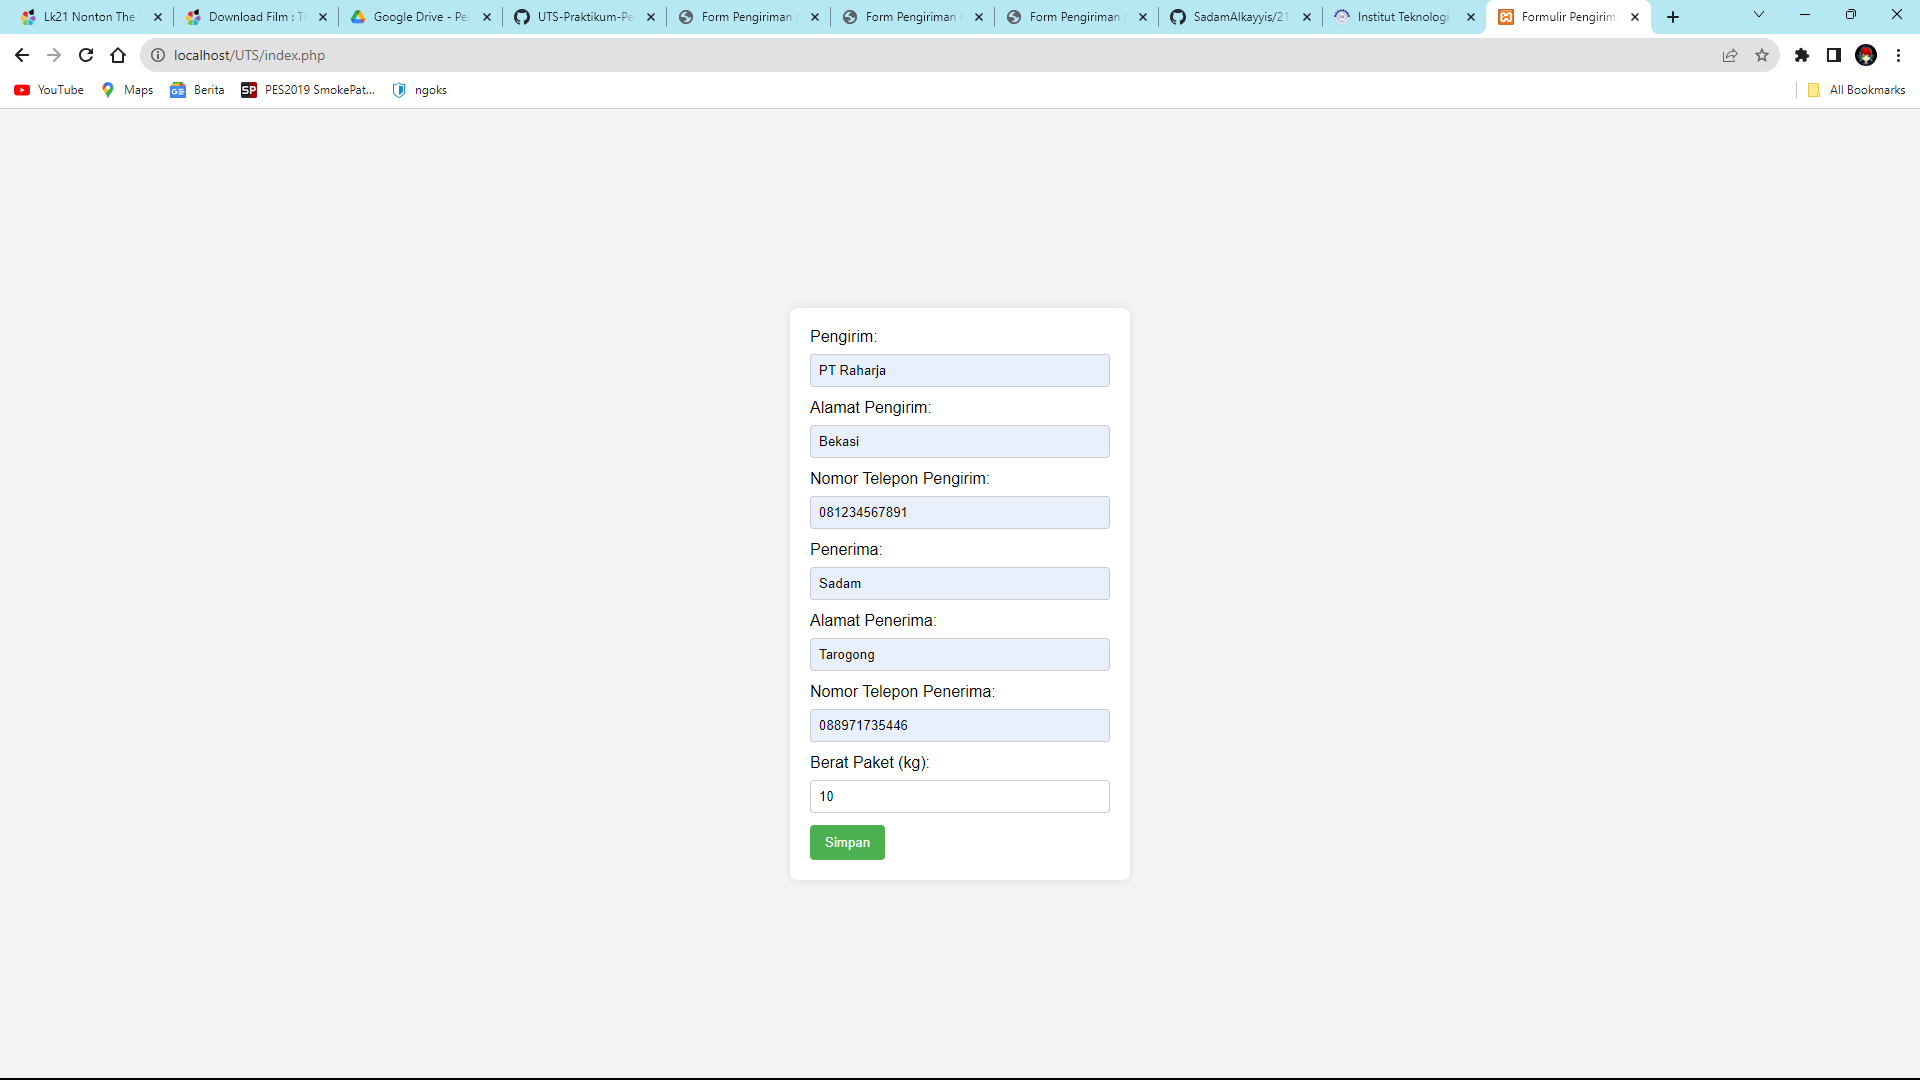 Lk21 Nonton The
Download Film : Th
Google Drive - Pe
UTS-Praktikum-Pe
Form Pengiriman
Form Pengiriman
Form Pengiriman
SadamAlkayyis/21
Institut Teknologi
Formulir Pengirim
localhost/UTS/index.php
YouTube
Maps
Berita
PES2019 SmokePat...
ngoks
All Bookmarks
Pengirim:
PT Raharja
Alamat Pengirim:
Bekasi
Nomor Telepon Pengirim:
081234567891
Penerima:
Sadam
Alamat Penerima:
Tarogong
Nomor Telepon Penerima:
088971735446
Berat Paket (kg):
10
Simpan